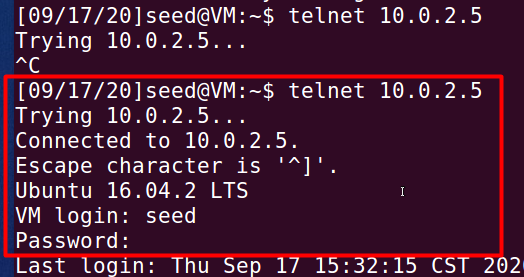 [09/17/20]seed@VM:~$ telnet 10.0.2.5
Trying 10.0.2.5...
^C
[09/17/20]seed@VM:~$ telnet 10.0.2.5
Trying 10.0.2.5...
Connected to 10.0.2.5.
Escape character is '^]'.
Ubuntu 16.04.2 LTS
VM login: seed
Password:
Last login: Thu Sep 17 15:32:15 CST 202